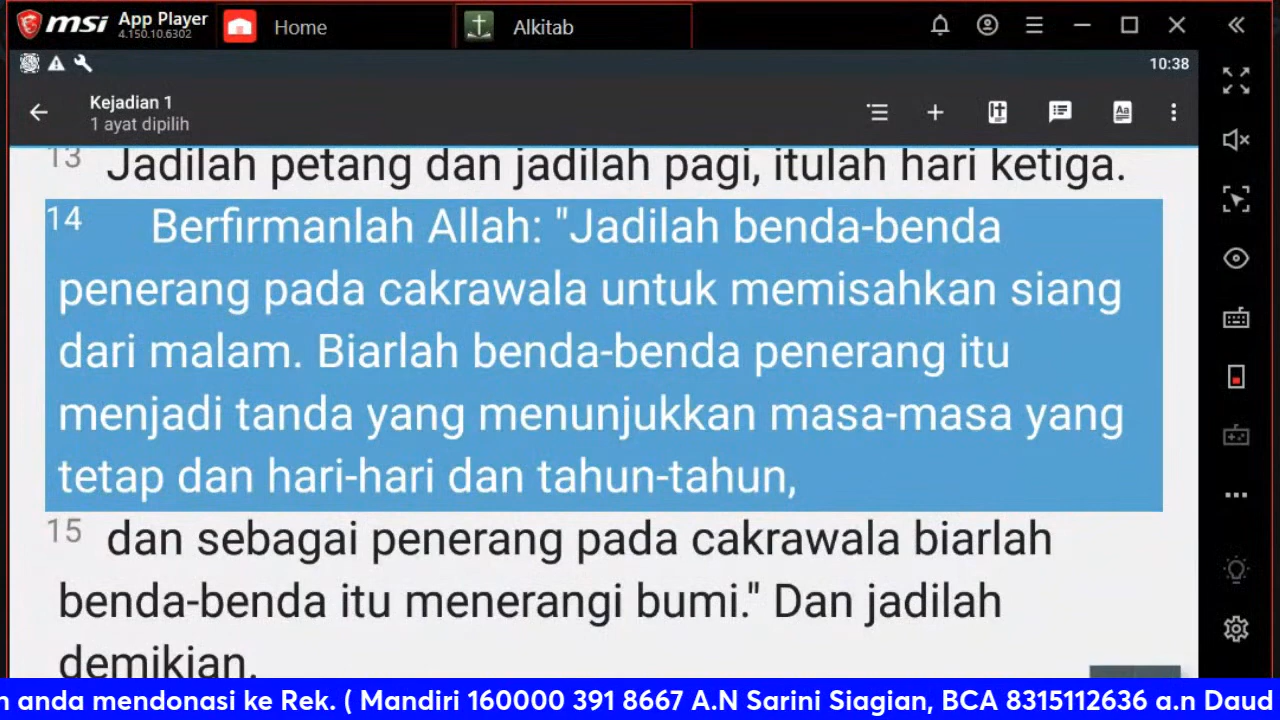 msi App Player
4.150.10.6302
Home
Alkitab
10:38
Kejadian 1
1 ayat dipilih
13 Jadilah petang dan jadilah pagi, itulah hari ketiga.
14 Berfirmanlah Allah: "Jadilah benda-benda
penerang pada cakrawala untuk memisahkan siang
dari malam. Biarlah benda-benda penerang itu
menjadi tanda yang menunjukkan masa-masa yang
tetap dan hari-hari dan tahun-tahun,
15 dan sebagai penerang pada cakrawala biarlah
benda-benda itu menerangi bumi." Dan jadilah
demikian.
anda mendonasi ke Rek. ( Mandiri 160000 391 8667 A.N Sarini Siagian, BCA 8315112636 a.n Daud